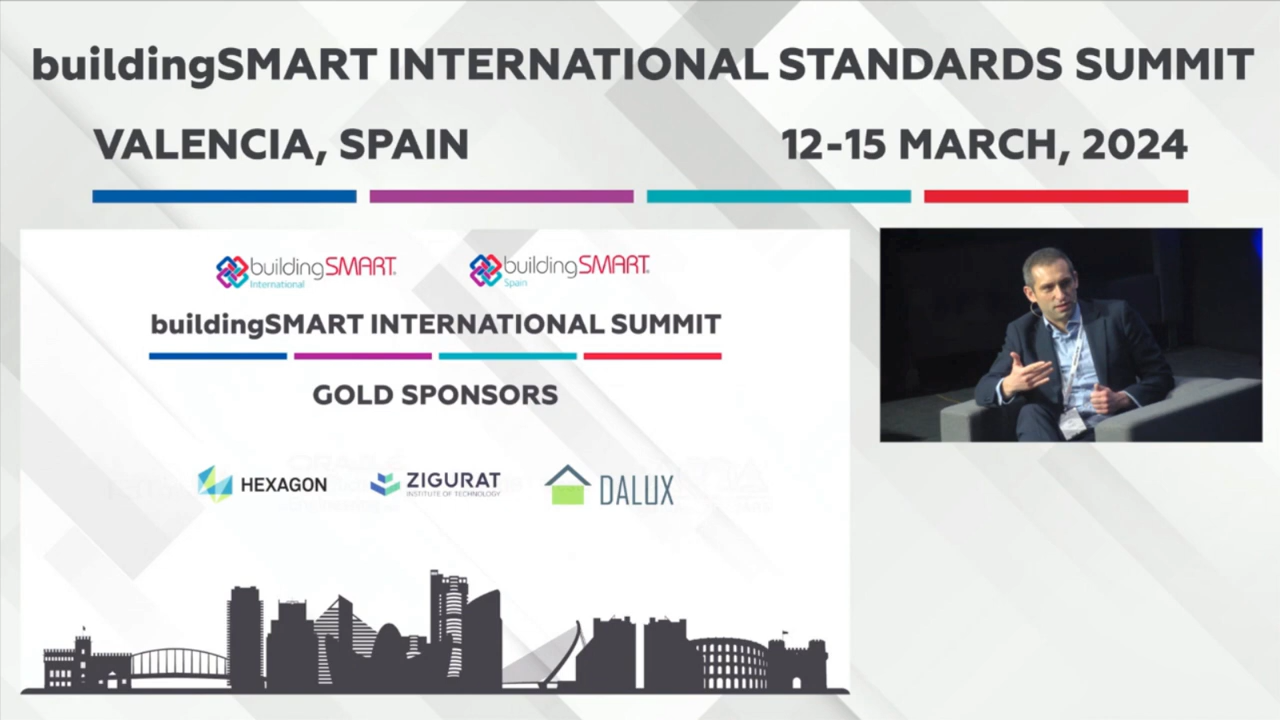 buildingSMART INTERNATIONAL STANDARDS SUMMIT
VALENCIA, SPAIN
12-15 MARCH, 2024
buildingSMART
International
buildingSMART
Spain
buildingSMART INTERNATIONAL SUMMIT
GOLD SPONSORS
HEXAGON
ZIGURAT
INSTITUTE OF TECHNOLOGY
DALUX